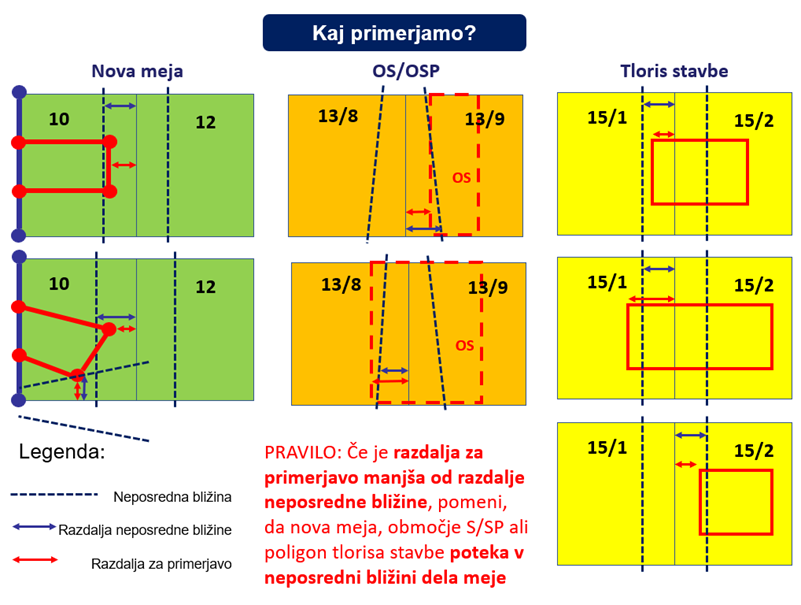 Kaj primerjamo?
Nova meja
OS/OSP
Tloris stavbe
10
12
13/8
13/9
OS
15/1
15/2
10
12
13/8
13/9
OS
15/1
15/2
15/1
15/2
Legenda:
Neposredna bližina
Razdalja neposredne bližine
Razdalja za primerjavo
PRAVILO: Če je razdalja za
primerjavo manjša od razdalje
neposredne bližine, pomeni,
da nova meja, območje S/SP ali
poligon tlorisa stavbe poteka v
neposredni bližini dela meje